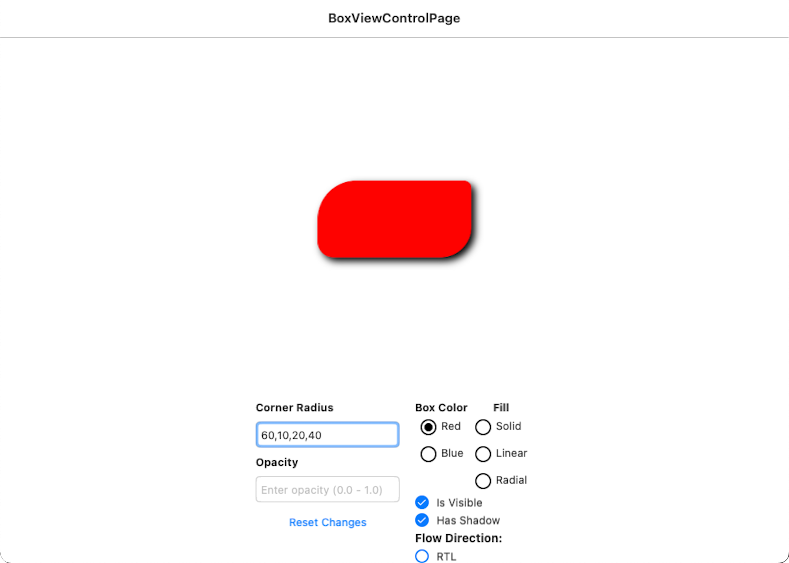 BoxViewControlPage
Corner Radius
60,10,20,40
Opacity
Enter opacity (0.0 - 1.0)
Reset Changes
Box Color Fill
Red Solid
Blue Linear
Radial
Is Visible
Has Shadow
Flow Direction:
RTL